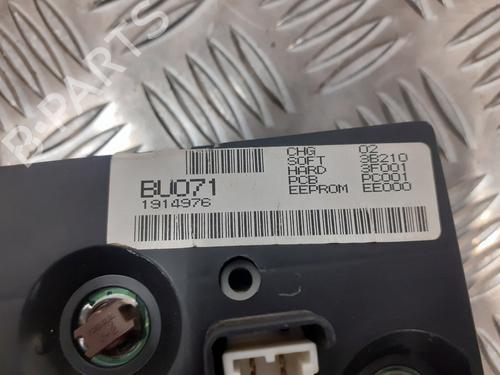 B-PARTS
CHG 02
SOFT 3B210
HARD 3F001
PCB PC001
EEPROM EE000
BU071
1914976